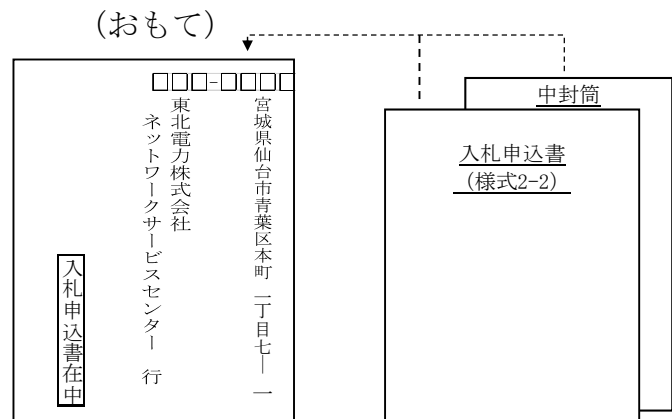 (おもて)
□□□-□□□□
宮城県仙台市青葉区本町一丁目七―一
東北電力株式会社
ネットワークサービスセンター 行
入札申込書在中
中封筒
入札申込書
(様式2-2)